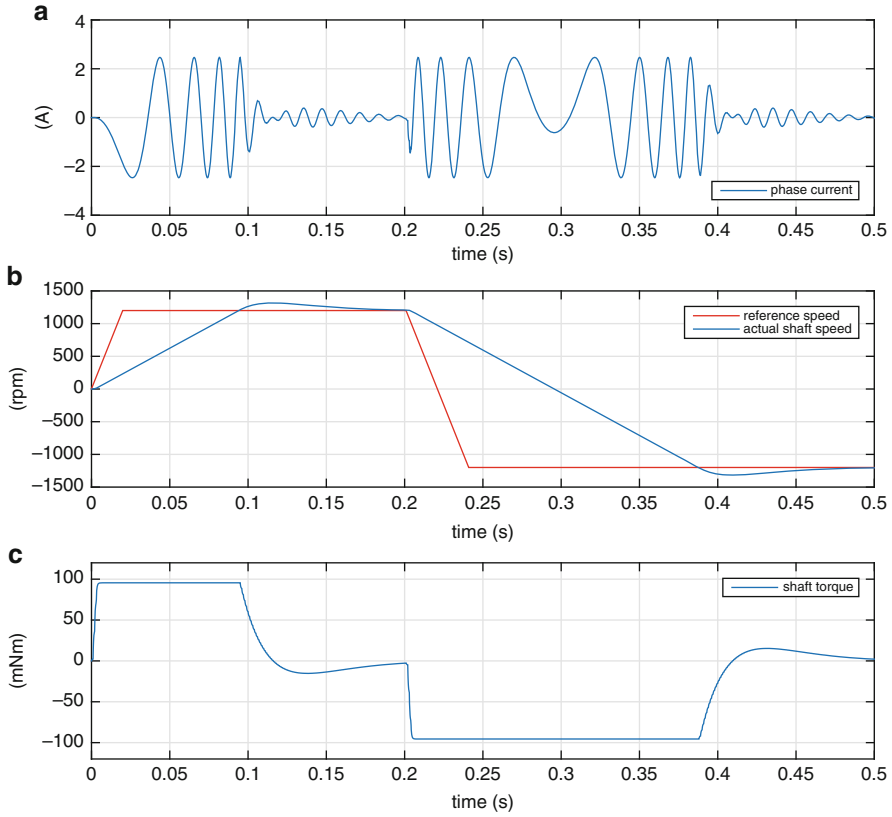 a
4
2
0
−2
−4
(A)
phase current
0 0.05 0.1 0.15 0.2 0.25 0.3 0.35 0.4 0.45 0.5
time (s)
b
1500
1000
500
0
−500
−1000
−1500
(rpm)
reference speed
actual shaft speed
0 0.05 0.1 0.15 0.2 0.25 0.3 0.35 0.4 0.45 0.5
time (s)
c
100
50
0
−50
−100
(mNm)
shaft torque
0 0.05 0.1 0.15 0.2 0.25 0.3 0.35 0.4 0.45 0.5
time (s)